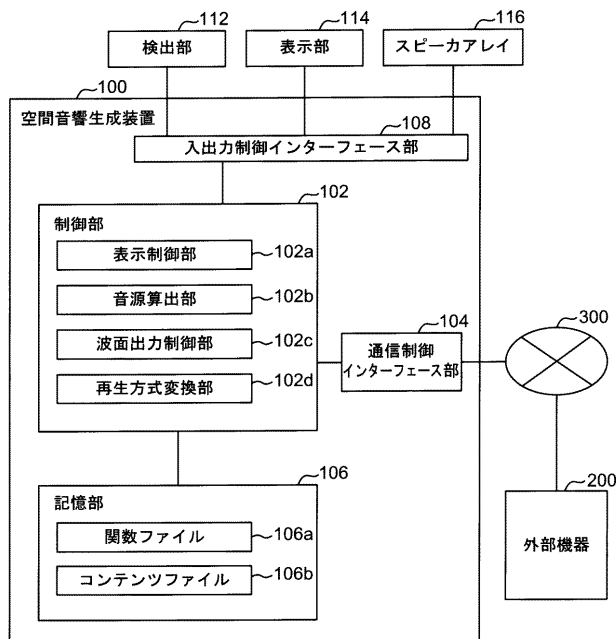 112
検出部
114
表示部
116
スピーカアレイ
100
空間音響生成装置
108
入出力制御インターフェース部
102
制御部
表示制御部
102a
音源算出部
102b
波面出力制御部
102c
再生方式変換部
102d
104
通信制御
インターフェース部
300
106
記憶部
関数ファイル
106a
コンテンツファイル
106b
200
外部機器